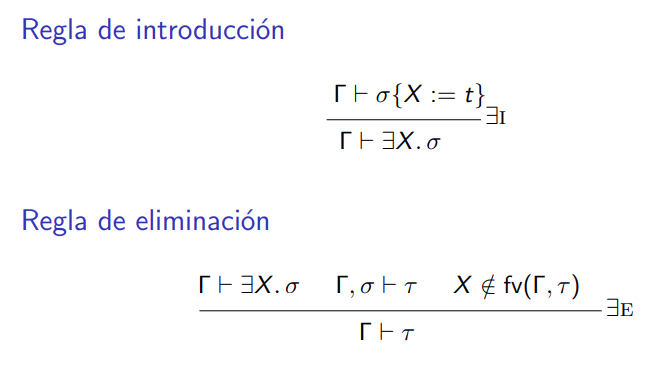 Regla de introducción
Γ ⊢ σ{X := t}
∃I
Γ ⊢ ∃X. σ
Regla de eliminación
Γ ⊢ ∃X. σ Γ, σ ⊢ τ X ∉ fv(Γ, τ)
∃E
Γ ⊢ τ